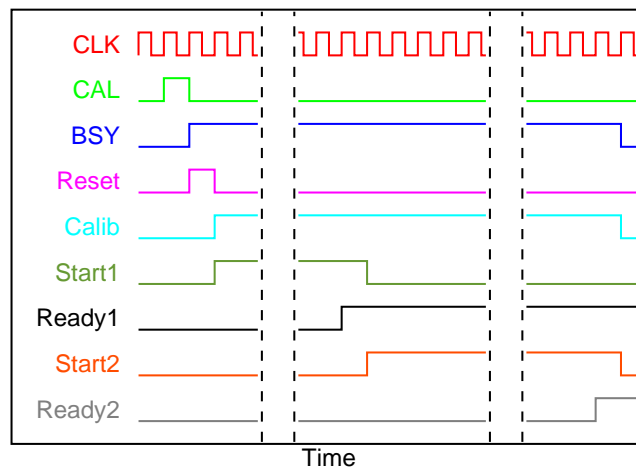 CLK
CAL
BSY
Reset
Calib
Start1
Ready1
Start2
Ready2
Time